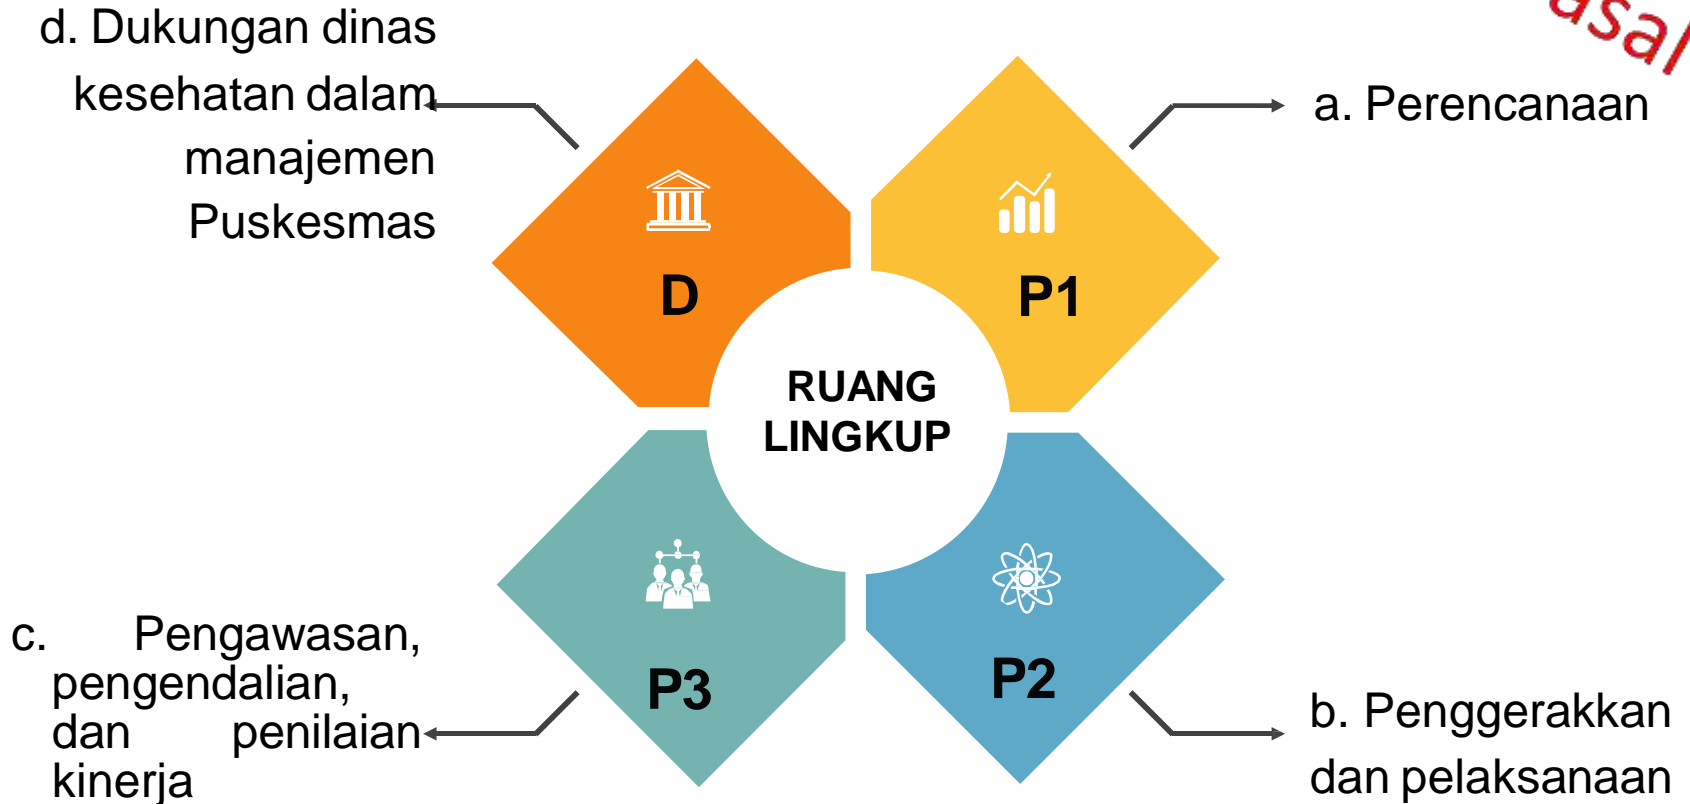 asal
d. Dukungan dinas
kesehatan dalam
manajemen
Puskesmas
a. Perencanaan
D
P1
RUANG
LINGKUP
P3
P2
c. Pengawasan,
pengendalian,
dan penilaian
kinerja
b. Penggerakkan
dan pelaksanaan